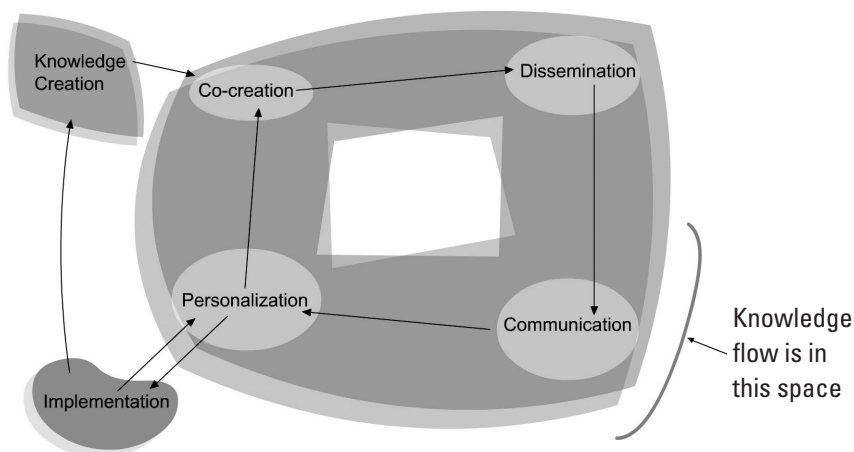 Knowledge
Creation
Co-creation
Dissemination
Personalization
Communication
Implementation
Knowledge
flow is in
this space